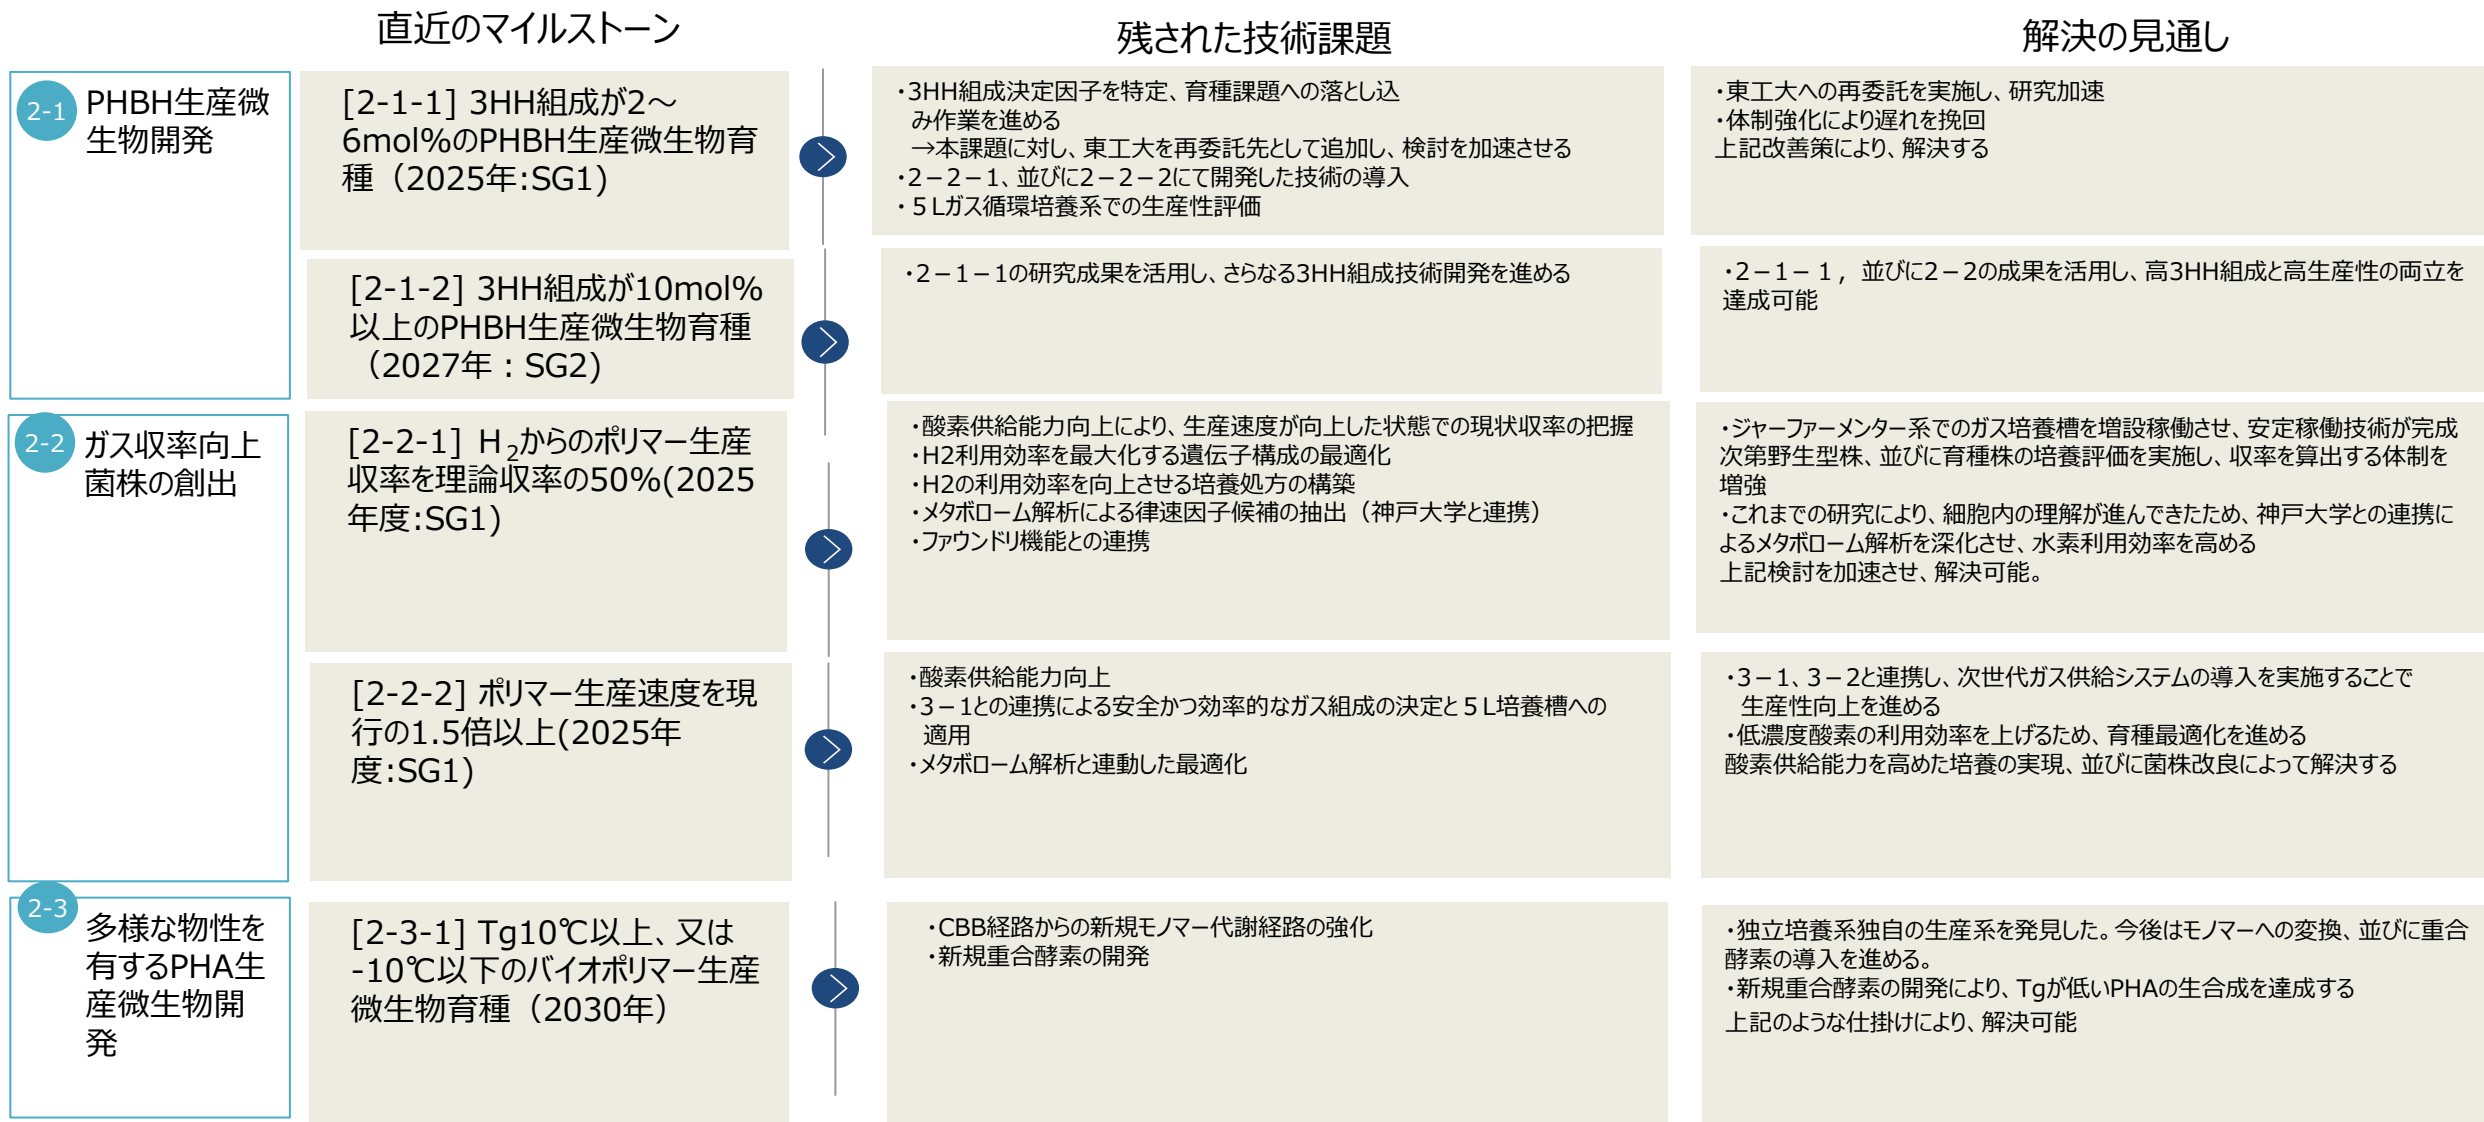 直近のマイルストーン
残された技術課題
解決の見通し
2-1
PHBH生産微
生物開発
[2-1-1] 3HH組成が2～
6mol%のPHBH生産微生物育
種（2025年:SG1)
・3HH組成決定因子を特定、育種課題への落とし込
み作業を進める
→本課題に対し、東工大を再委託先として追加し、検討を加速させる
・2－2－1、並びに2－2－2にて開発した技術の導入
・５Lガス循環培養系での生産性評価
・東工大への再委託を実施し、研究加速
・体制強化により遅れを挽回
上記改善策により、解決する
[2-1-2] 3HH組成が10mol%
以上のPHBH生産微生物育種
（2027年：SG2)
・2－1－1の研究成果を活用し、さらなる3HH組成技術開発を進める
・2－1－1，並びに2－2の成果を活用し、高3HH組成と高生産性の両立を
達成可能
2-2
ガス収率向上
菌株の創出
[2-2-1] H₂からのポリマー生産
収率を理論収率の50%(2025
年度:SG1)
・酸素供給能力向上により、生産速度が向上した状態での現状収率の把握
・H2利用効率を最大化する遺伝子構成の最適化
・H2の利用効率を向上させる培養処方の構築
・メタボローム解析による律速因子候補の抽出（神戸大学と連携）
・ファウンドリ機能との連携
・ジャーファーメンター系でのガス培養槽を増設稼働させ、安定稼働技術が完成
次第野生型株、並びに育種株の培養評価を実施し、収率を算出する体制を
増強
・これまでの研究により、細胞内の理解が進んできたため、神戸大学との連携に
よるメタボローム解析を深化させ、水素利用効率を高める
上記検討を加速させ、解決可能。
[2-2-2] ポリマー生産速度を現
行の1.5倍以上(2025年
度:SG1)
・酸素供給能力向上
・3－1との連携による安全かつ効率的なガス組成の決定と５L培養槽への
適用
・メタボローム解析と連動した最適化
・3－1、3－2と連携し、次世代ガス供給システムの導入を実施することで
生産性向上を進める
・低濃度酸素の利用効率を上げるため、育種最適化を進める
酸素供給能力を高めた培養の実現、並びに菌株改良によって解決する
2-3
多様な物性を
有するPHA生
産微生物開
発
[2-3-1] Tg10℃以上、又は
-10℃以下のバイオポリマー生産
微生物育種（2030年）
・CBB経路からの新規モノマー代謝経路の強化
・新規重合酵素の開発
・独立培養系独自の生産系を発見した。今後はモノマーへの変換、並びに重合
酵素の導入を進める。
・新規重合酵素の開発により、Tgが低いPHAの生合成を達成する
上記のような仕掛けにより、解決可能